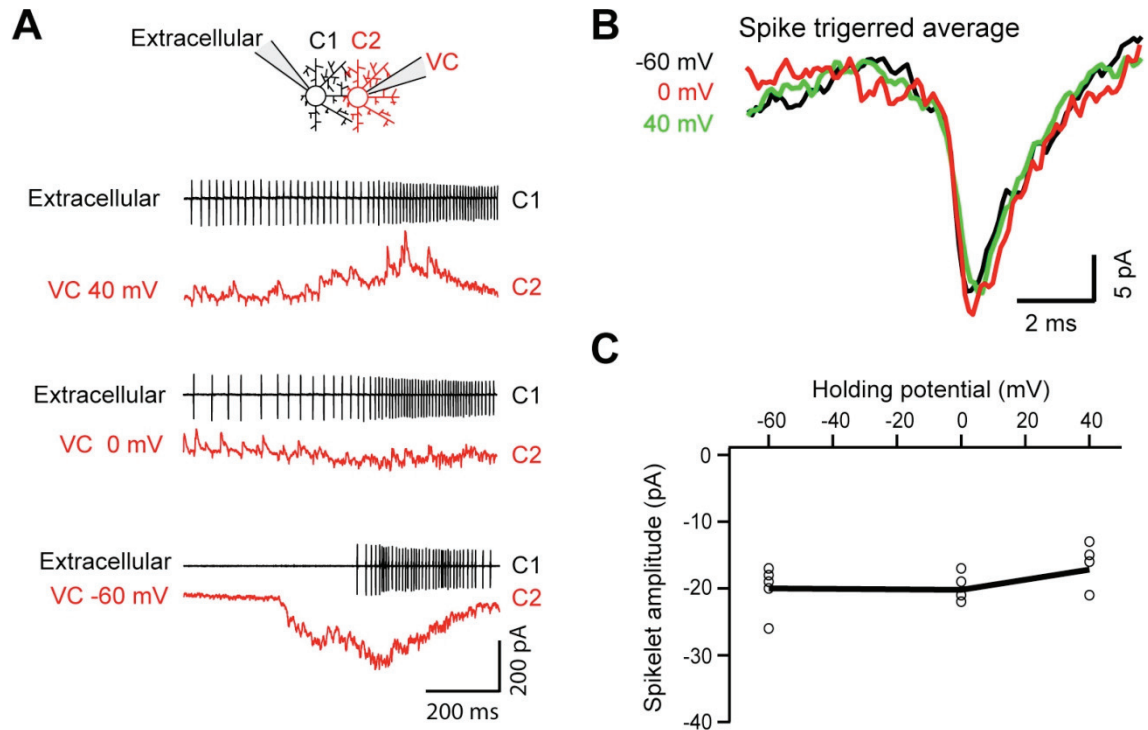 A
Extracellular C1 C2 VC
Extracellular C1
VC 40 mV C2
Extracellular C1
VC 0 mV C2
Extracellular C1
VC -60 mV C2
200 pA
200 ms
B
Spike trigerred average
-60 mV
0 mV
40 mV
5 pA
2 ms
C
Holding potential (mV)
-60 -40 -20 0 20 40
Spikelet amplitude (pA)
0
-10
-20
-30
-40